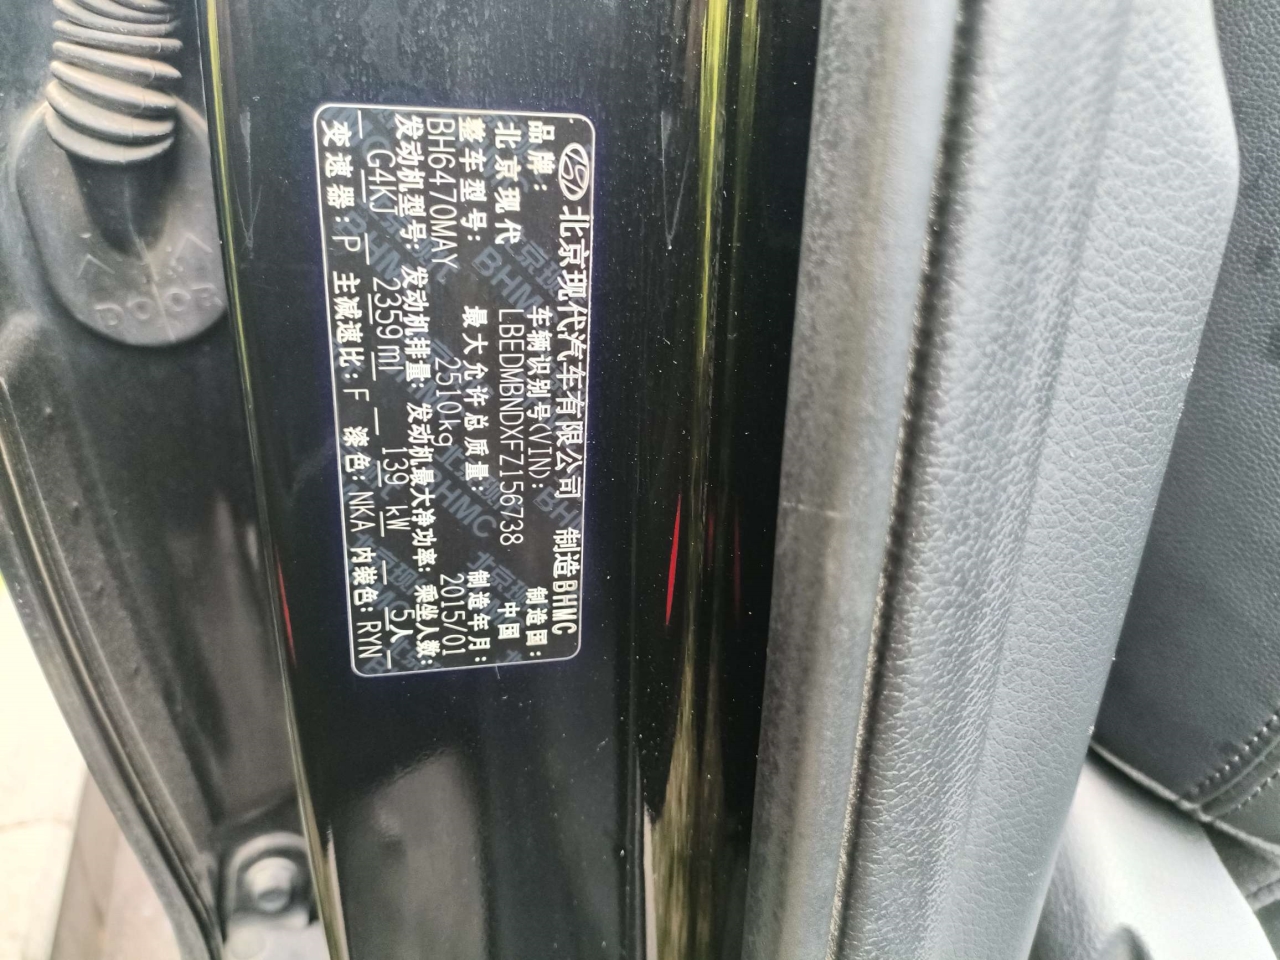 北京现代汽车有限公司 制造BHMC
品牌: 车辆识别号(VIN): 制造国:
北京现代 LBEDMBNDXFZ156738 中国
整车型号: 最大允许总质量: 制造年月:
BH6470MAY 2510kg 2015/01
发动机型号: 发动机排量: 发动机最大净功率: 乘坐人数:
G4KJ 2359ml 139 kW 5人
变速器: P 主减速比: F 漆色: NKA 内装色: RYN
DOOR